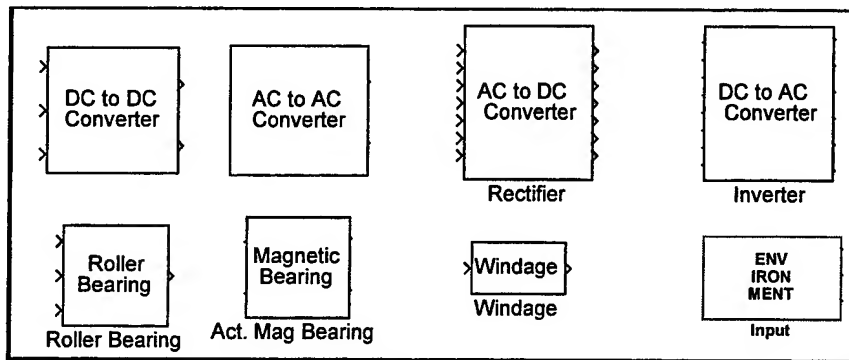 DC to DC
Converter
AC to AC
Converter
AC to DC
Converter
Rectifier
DC to AC
Converter
Inverter
Roller
Bearing
Roller Bearing
Magnetic
Bearing
Act. Mag Bearing
Windage
Windage
ENV
IRON
MENT
Input